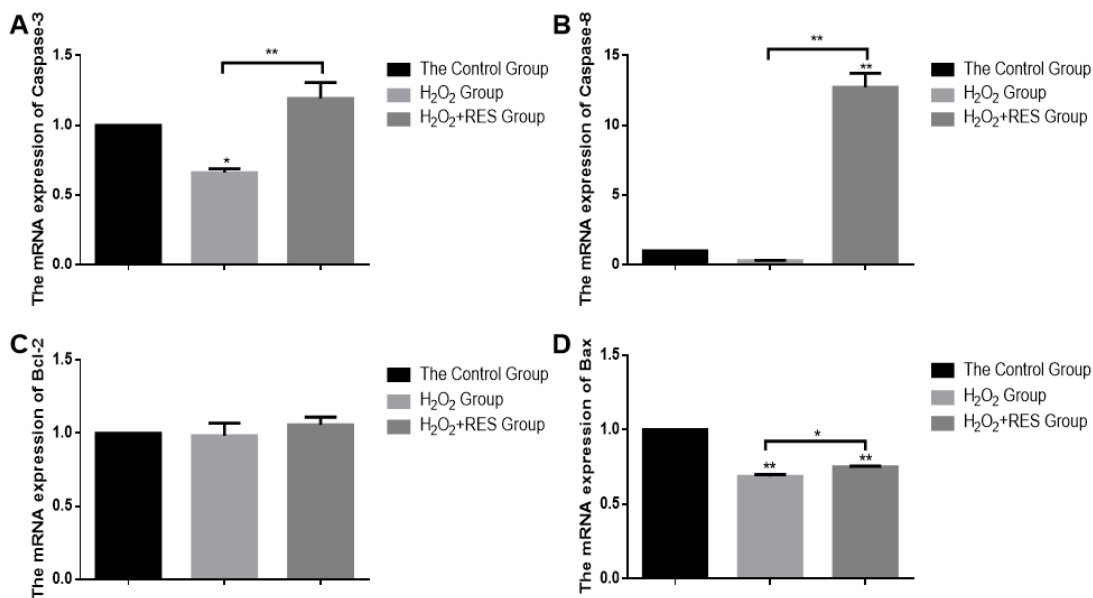 A
The mRNA expression of Caspase-3
1.5
1.0
0.5
0.0
*
**
The Control Group
H₂O₂ Group
H₂O₂+RES Group
B
The mRNA expression of Caspase-8
15
10
5
0
**
**
The Control Group
H₂O₂ Group
H₂O₂+RES Group
C
The mRNA expression of Bcl-2
1.5
1.0
0.5
0.0
The Control Group
H₂O₂ Group
H₂O₂+RES Group
D
The mRNA expression of Bax
1.5
1.0
0.5
0.0
*
**
**
The Control Group
H₂O₂ Group
H₂O₂+RES Group